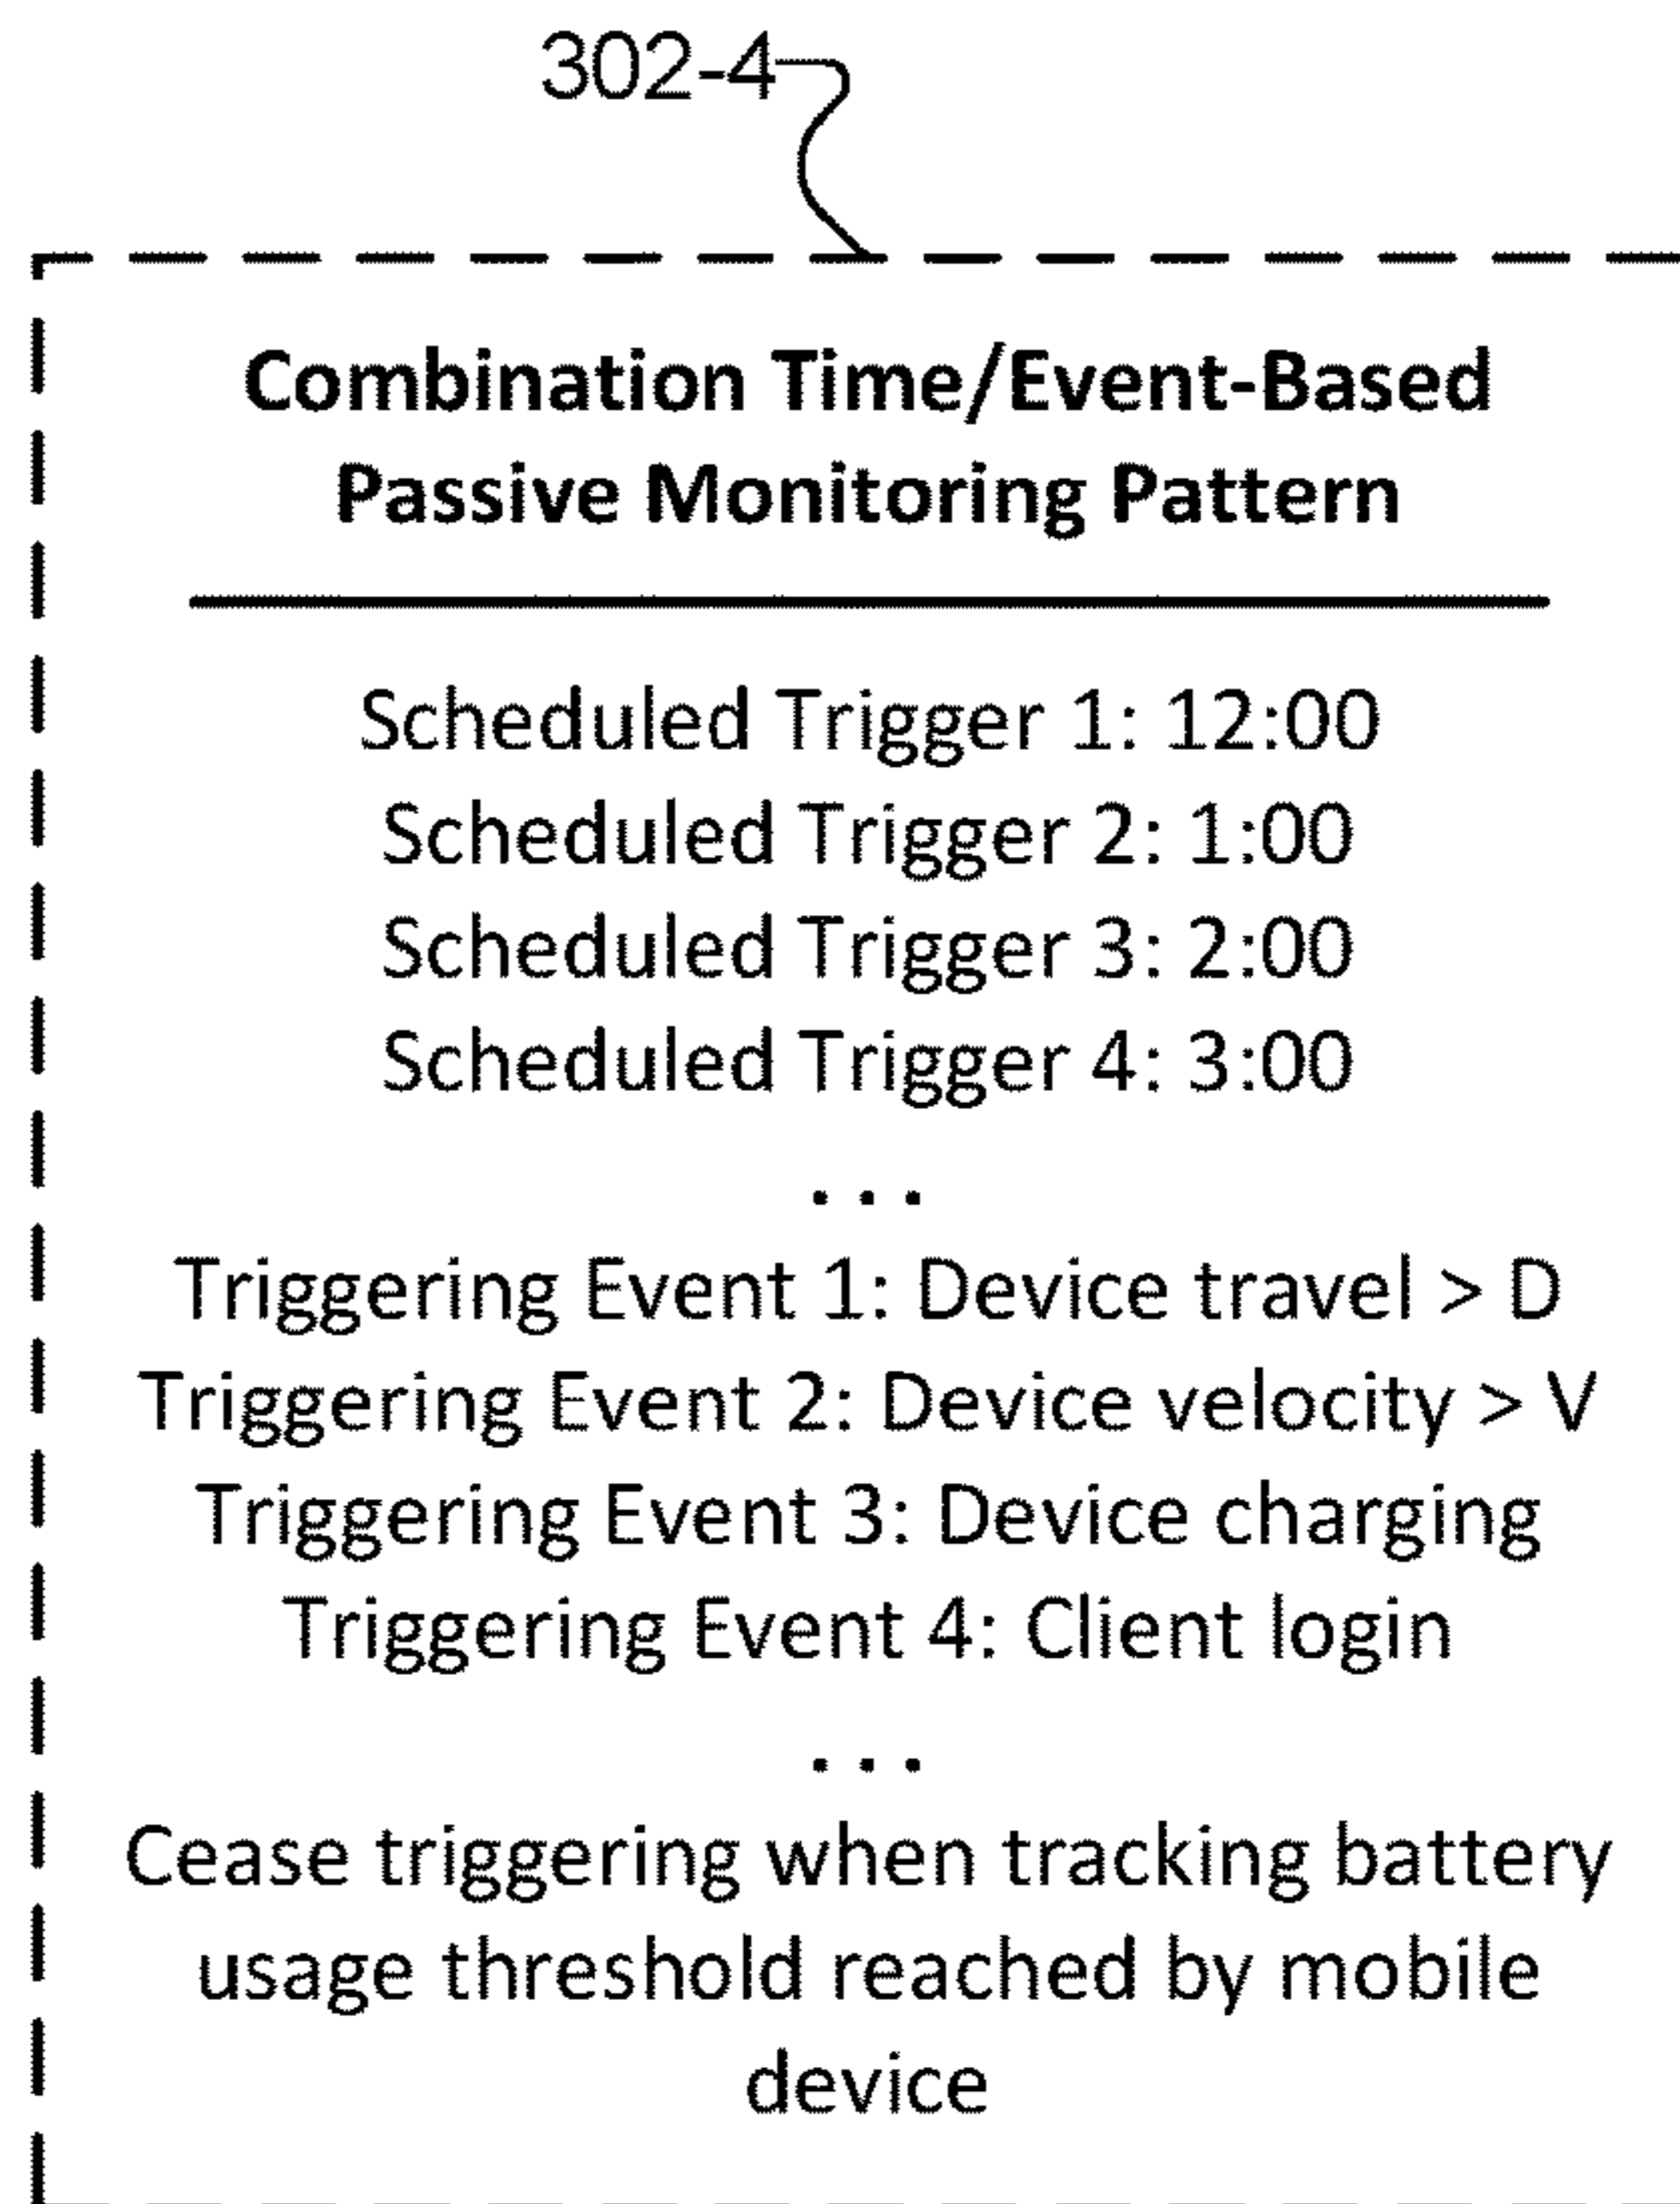 302-4
Combination Time/Event-Based
Passive Monitoring Pattern
Scheduled Trigger 1: 12:00
Scheduled Trigger 2: 1:00
Scheduled Trigger 3: 2:00
Scheduled Trigger 4: 3:00
. . .
Triggering Event 1: Device travel > D
Triggering Event 2: Device velocity > V
Triggering Event 3: Device charging
Triggering Event 4: Client login
. . .
Cease triggering when tracking battery
usage threshold reached by mobile
device